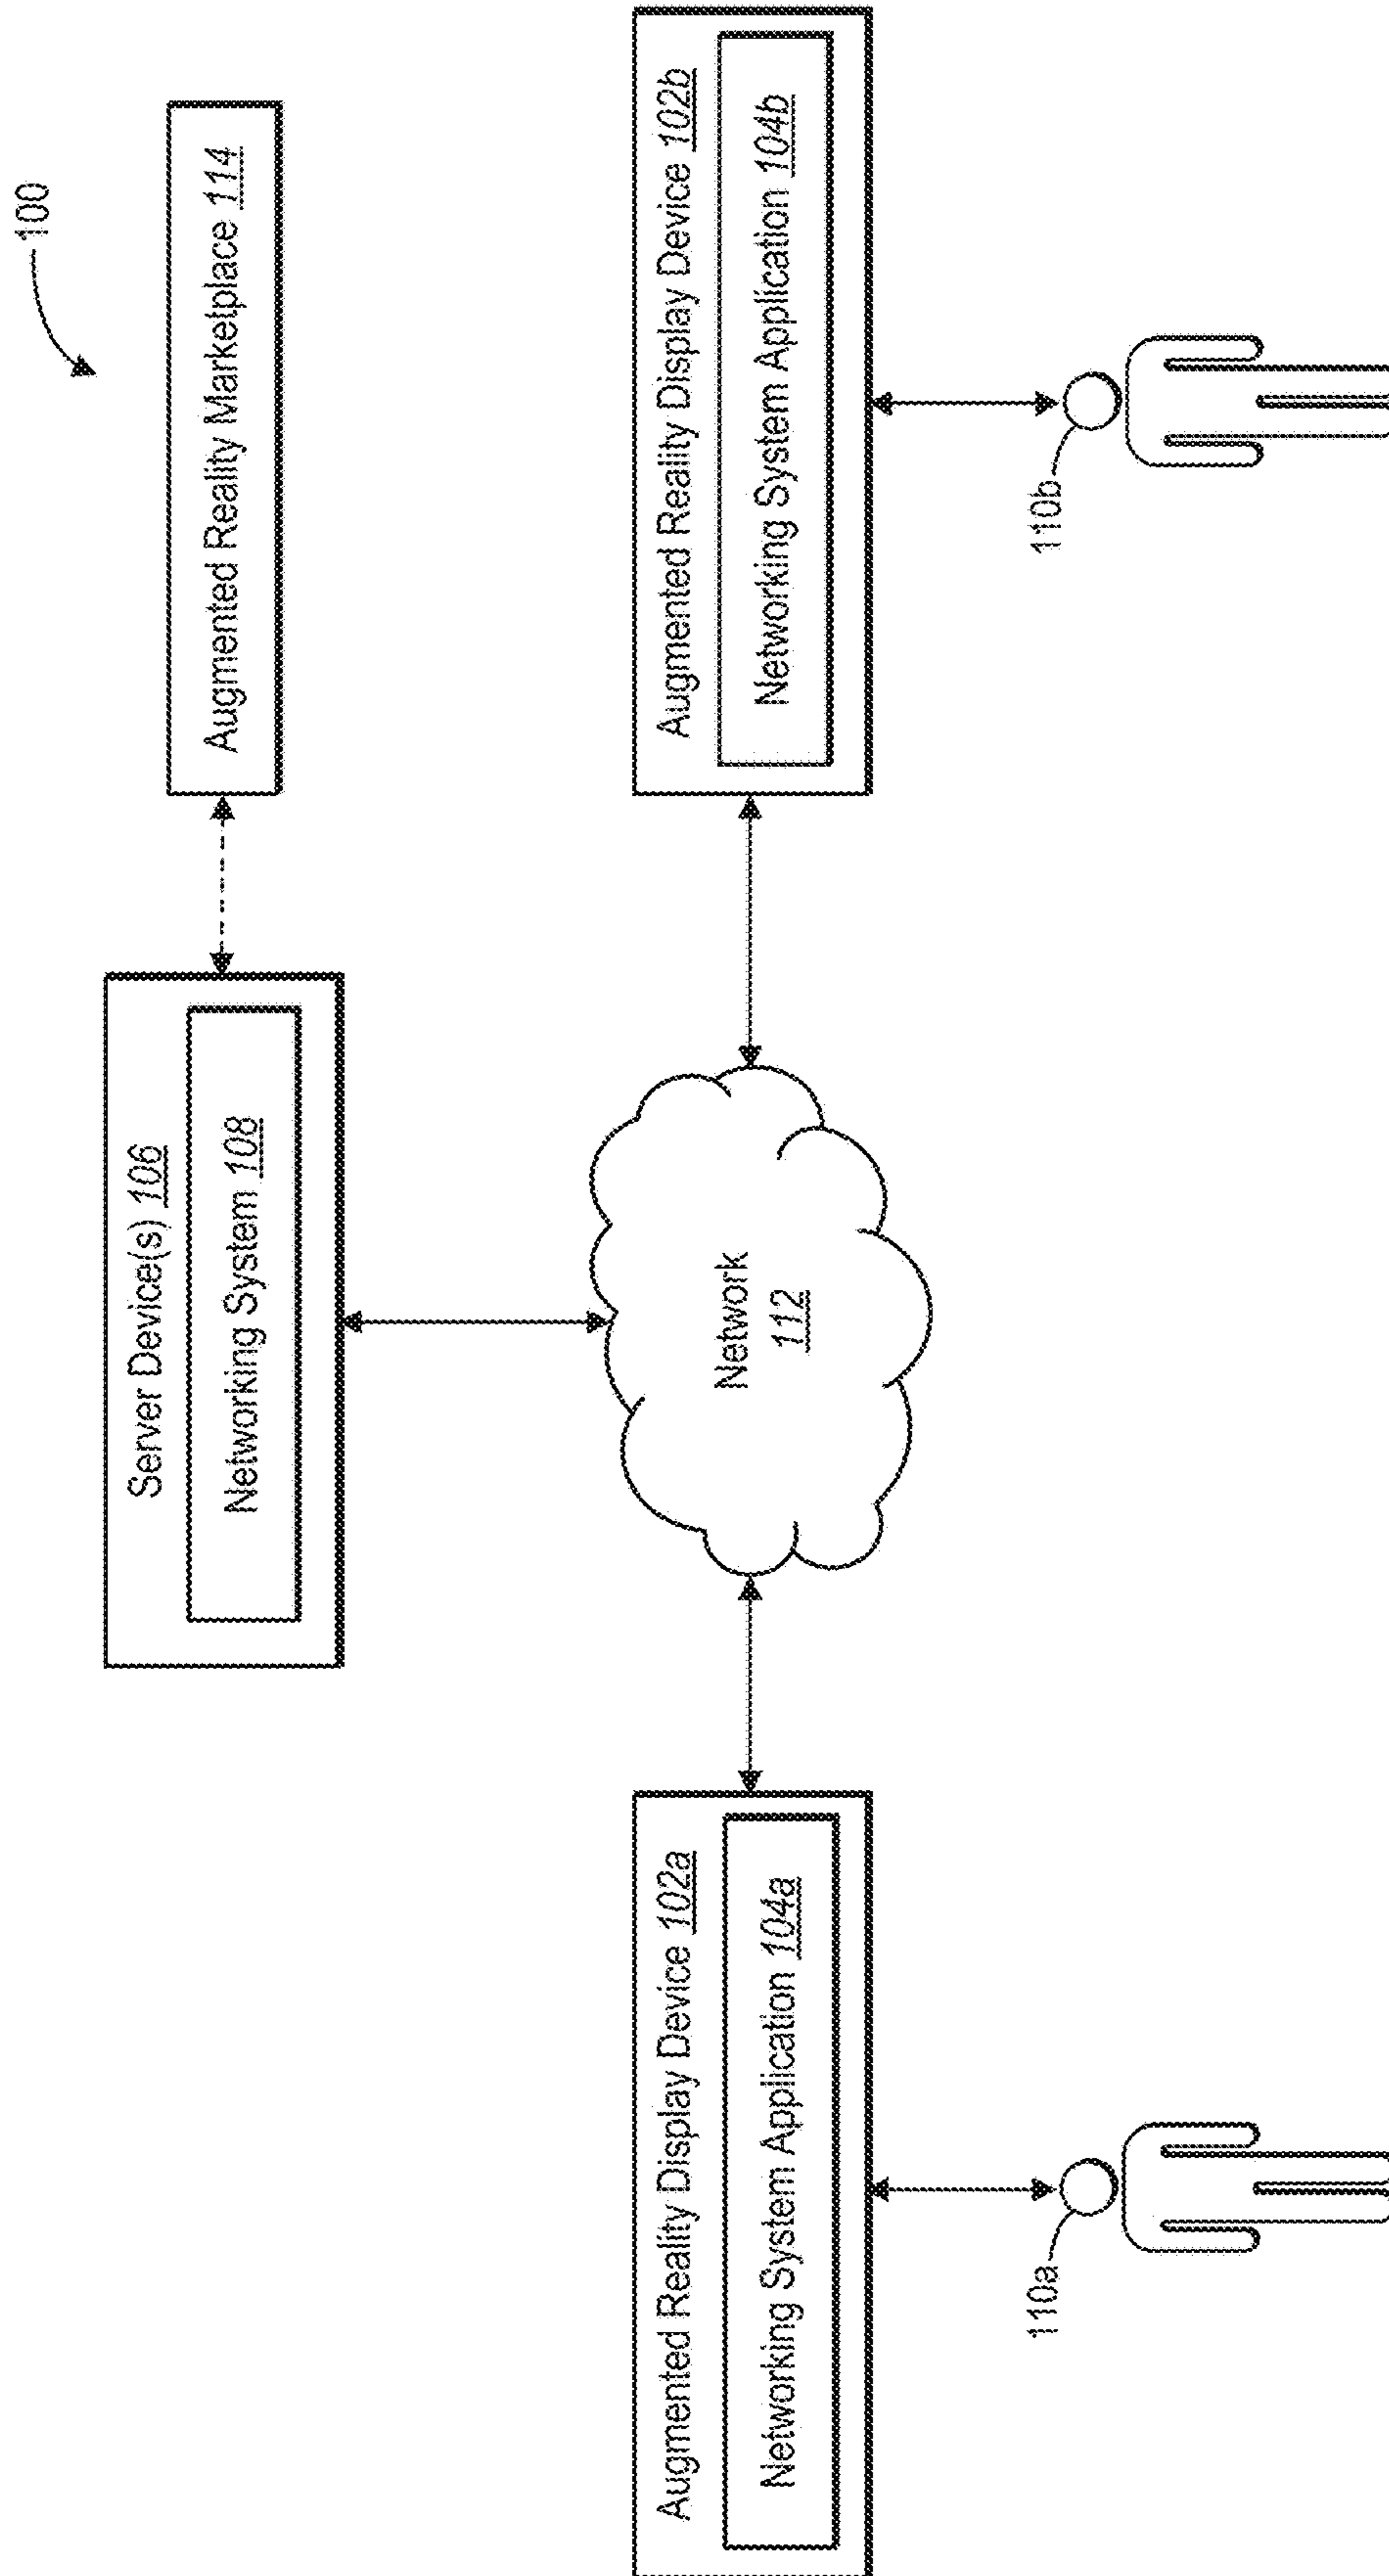 100
Server Device(s) 106
Networking System 108
Augmented Reality Marketplace 114
Network
112
Augmented Reality Display Device 102a
Networking System Application 104a
Augmented Reality Display Device 102b
Networking System Application 104b
110a
110b